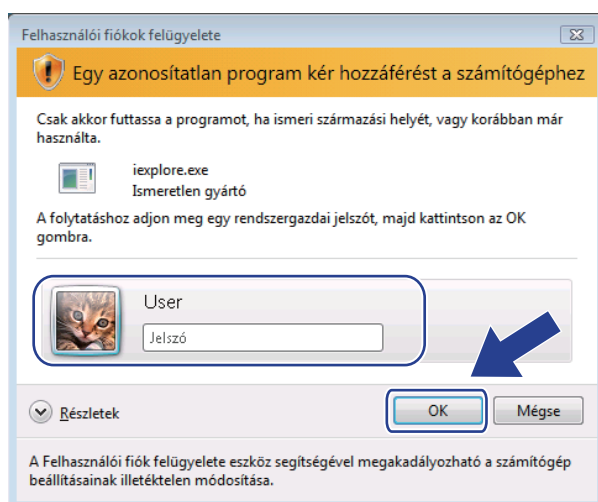 Felhasználói fiókok felügyelete
Egy azonosítatlan program kér hozzáférést a számítógéphez
Csak akkor futtassa a programot, ha ismeri származási helyét, vagy korábban már
használta.
iexplore.exe
Ismeretlen gyártó
A folytatáshoz adjon meg egy rendszergazdai jelszót, majd kattintson az OK
gombra.
User
Jelszó
Részletek
OK
Mégse
A Felhasználói fiók felügyelete eszköz segítségével megakadályozható a számítógép
beállításainak illetéktelen módosítása.